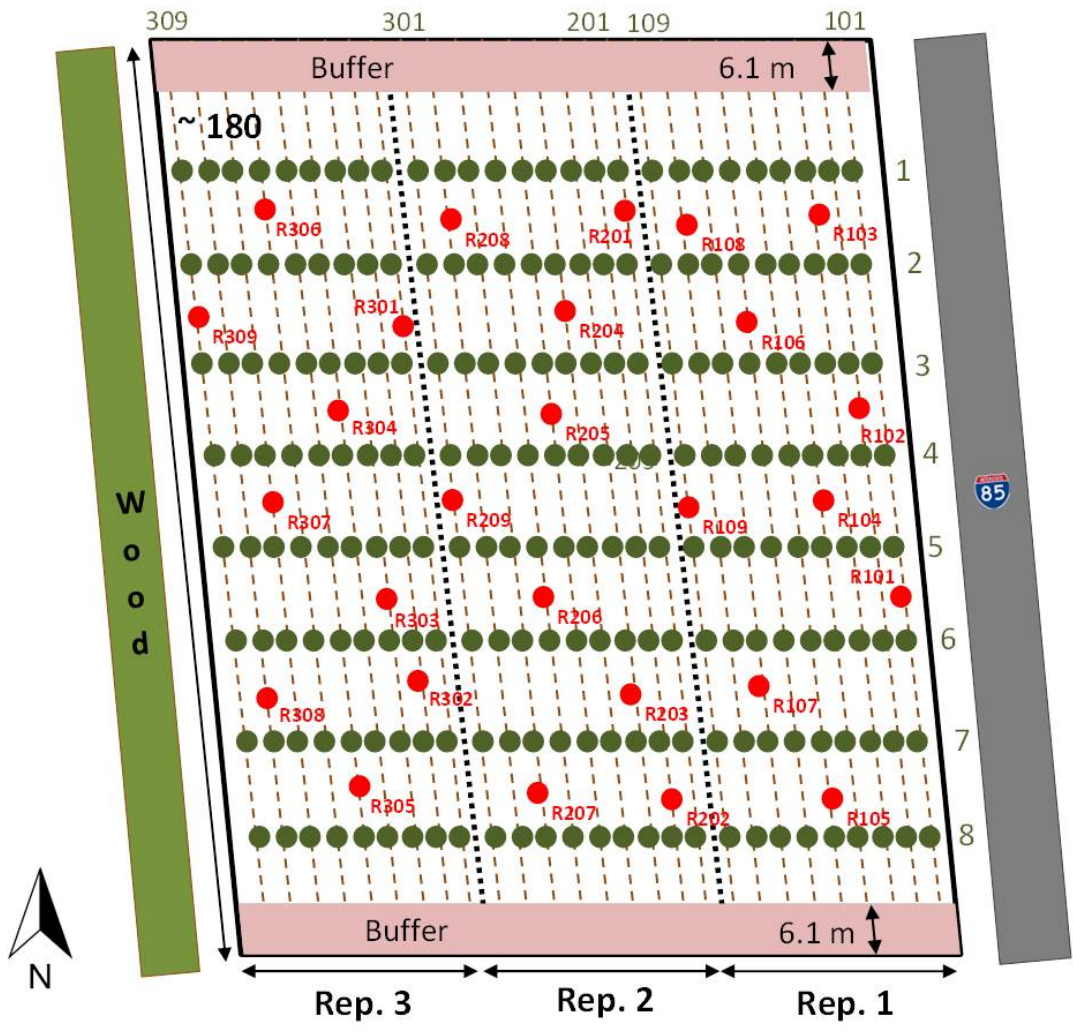 309 301 201 109 101
Buffer 6.1 m
~ 180
1
R306 R208 R201 R108 R103
2
R309 R301 R204 R106
3
R304 R205 R102
4
W
o
o
d
85
R307 R209 R109 R104
5
R101
R303 R206
6
R308 R302 R203 R107
7
R305 R207 R202 R105
8
Buffer 6.1 m
N
Rep. 3 Rep. 2 Rep. 1